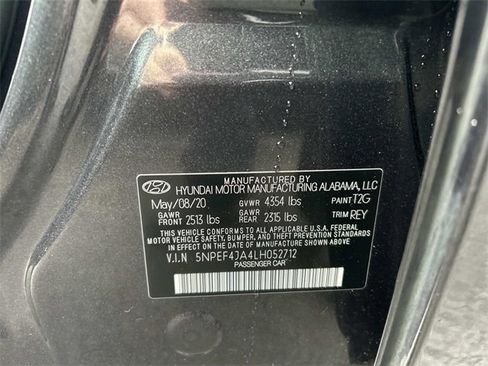 MANUFACTURED BY
HYUNDAI MOTOR MANUFACTURING ALABAMA, LLC
May/08/20 GVWR 4354 lbs PAINT T2G
GAWR FRONT 2513 lbs GAWR REAR 2315 lbs TRIM REY
THIS VEHICLE CONFORMS TO ALL APPLICABLE U.S.A. FEDERAL
MOTOR VEHICLE SAFETY, BUMPER, AND THEFT PREVENTION STANDARDS
IN EFFECT ON THE DATE OF MANUFACTURE SHOWN ABOVE.
V.I.N 5NPEF4JA4LH052712
PASSENGER CAR